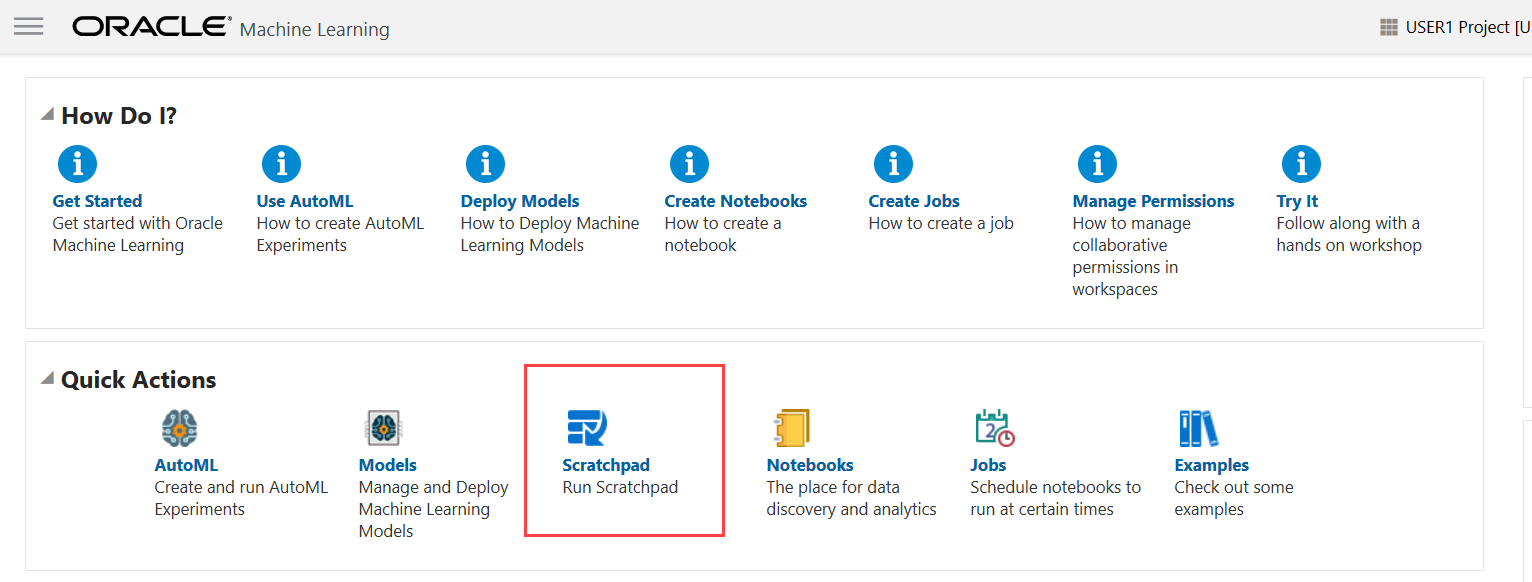 ORACLE® Machine Learning
USER1 Project [U
How Do I?
Get Started
Get started with Oracle
Machine Learning
Use AutoML
How to create AutoML
Experiments
Deploy Models
How to Deploy Machine
Learning Models
Create Notebooks
How to create a
notebook
Create Jobs
How to create a job
Manage Permissions
How to manage
collaborative
permissions in
workspaces
Try It
Follow along with a
hands on workshop
Quick Actions
AutoML
Create and run AutoML
Experiments
Models
Manage and Deploy
Machine Learning
Models
Scratchpad
Run Scratchpad
Notebooks
The place for data
discovery and analytics
2
Jobs
Schedule notebooks to
run at certain times
Examples
Check out some
examples